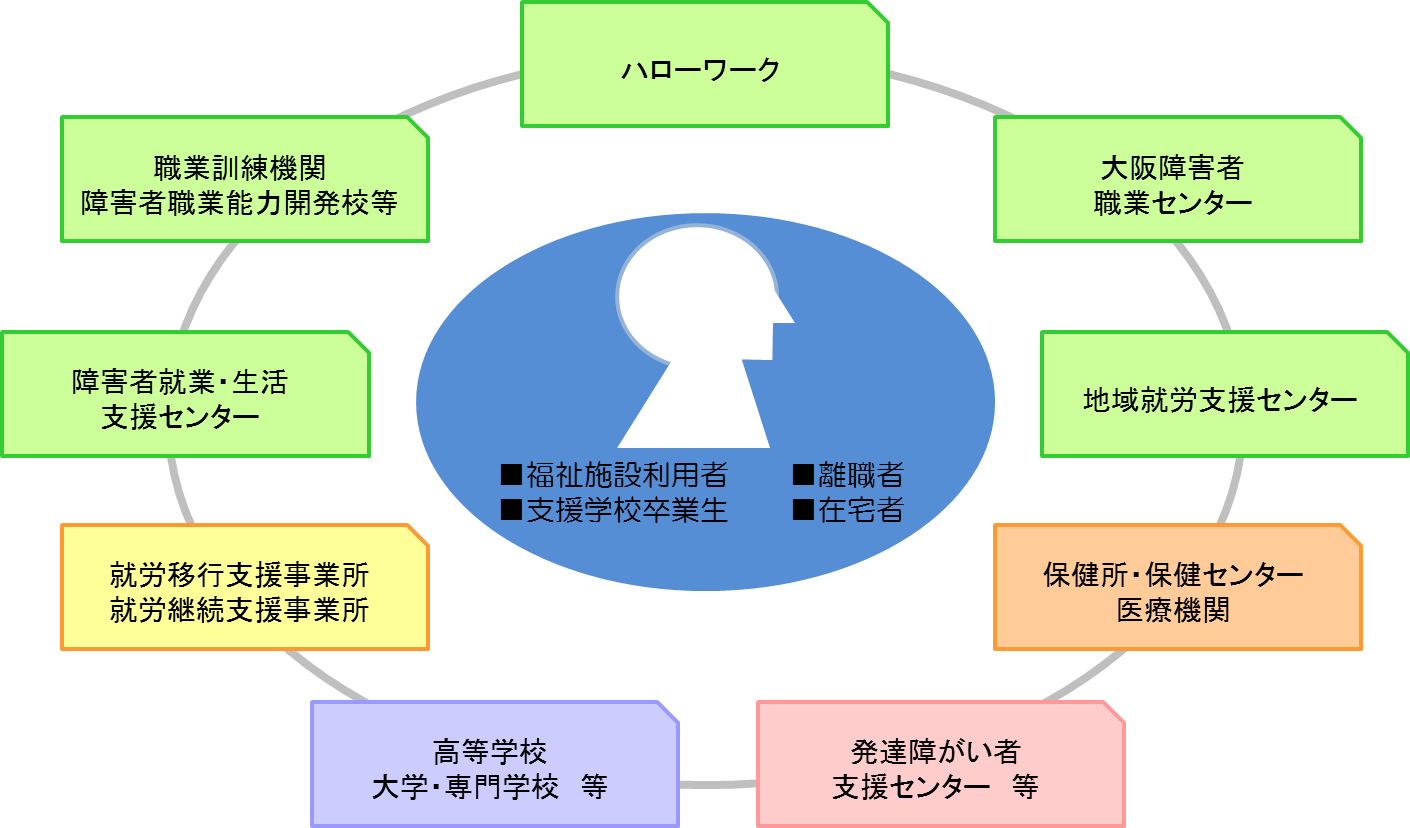 ハローワーク
職業訓練機関
障害者職業能力開発校等
大阪障害者
職業センター
障害者就業・生活
支援センター
地域就労支援センター
■福祉施設利用者 ■離職者
■支援学校卒業生 ■在宅者
就労移行支援事業所
就労継続支援事業所
保健所・保健センター
医療機関
高等学校
大学・専門学校　等
発達障がい者
支援センター　等